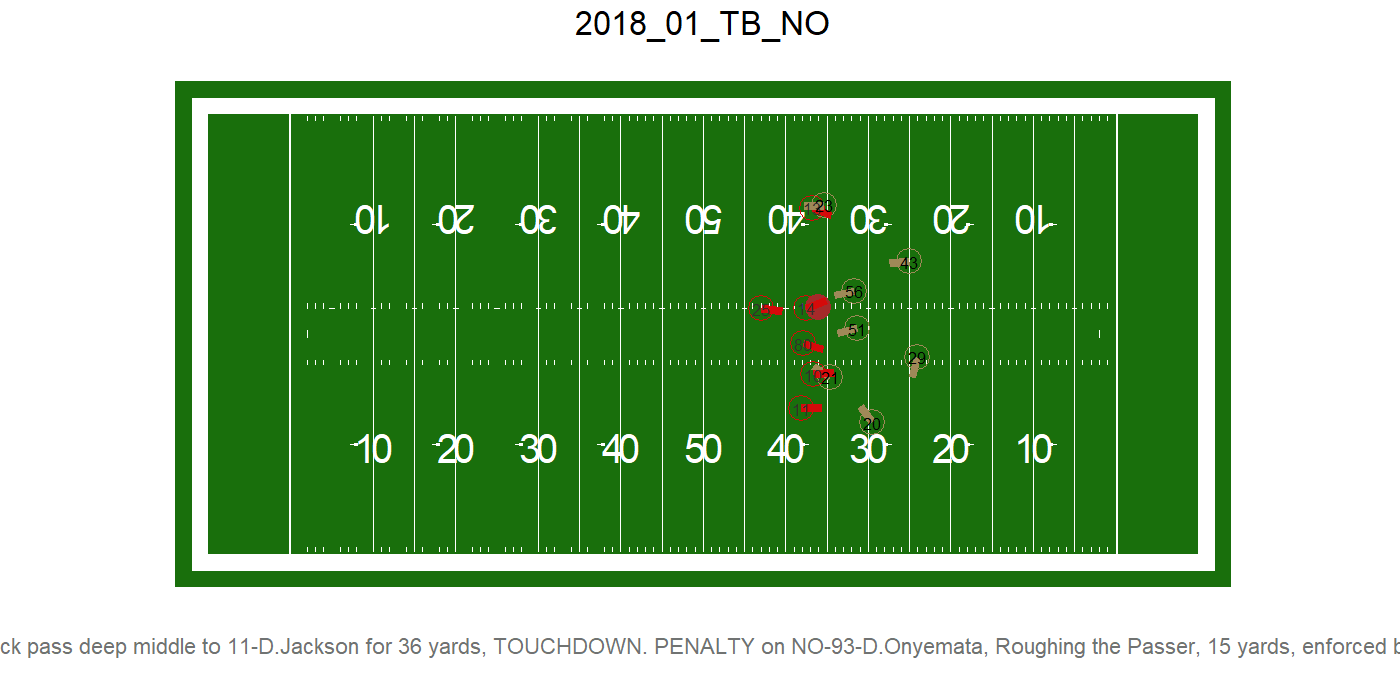 2018_01_TB_NO
10 20 30 40 50 40 30 20 10
23
43
56
25 14
51
80
29
21
11
20
10 20 30 40 50 40 30 20 10
ck pass deep middle to 11-D.Jackson for 36 yards, TOUCHDOWN. PENALTY on NO-93-D.Onyemata, Roughing the Passer, 15 yards, enforced b